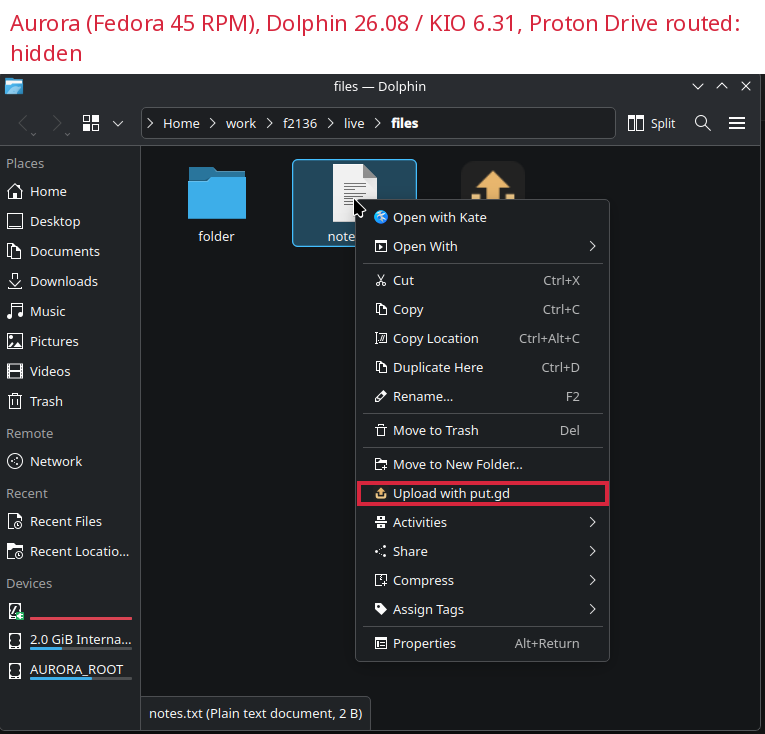 Aurora (Fedora 45 RPM), Dolphin 26.08 / KIO 6.31, Proton Drive routed:
hidden
files — Dolphin
Home
work
f2136
live
files
Split
Places
Home
Desktop
Documents
Downloads
Music
Pictures
Videos
Trash
Remote
Network
Recent
Recent Files
Recent Locatio...
Devices
2.0 GiB Interna...
AURORA_ROOT
folder
note
Open with Kate
Open With
Cut Ctrl+X
Copy Ctrl+C
Copy Location Ctrl+Alt+C
Duplicate Here Ctrl+D
Rename... F2
Move to Trash Del
Move to New Folder...
Upload with put.gd
Activities
Share
Compress
Assign Tags
Properties Alt+Return
notes.txt (Plain text document, 2 B)